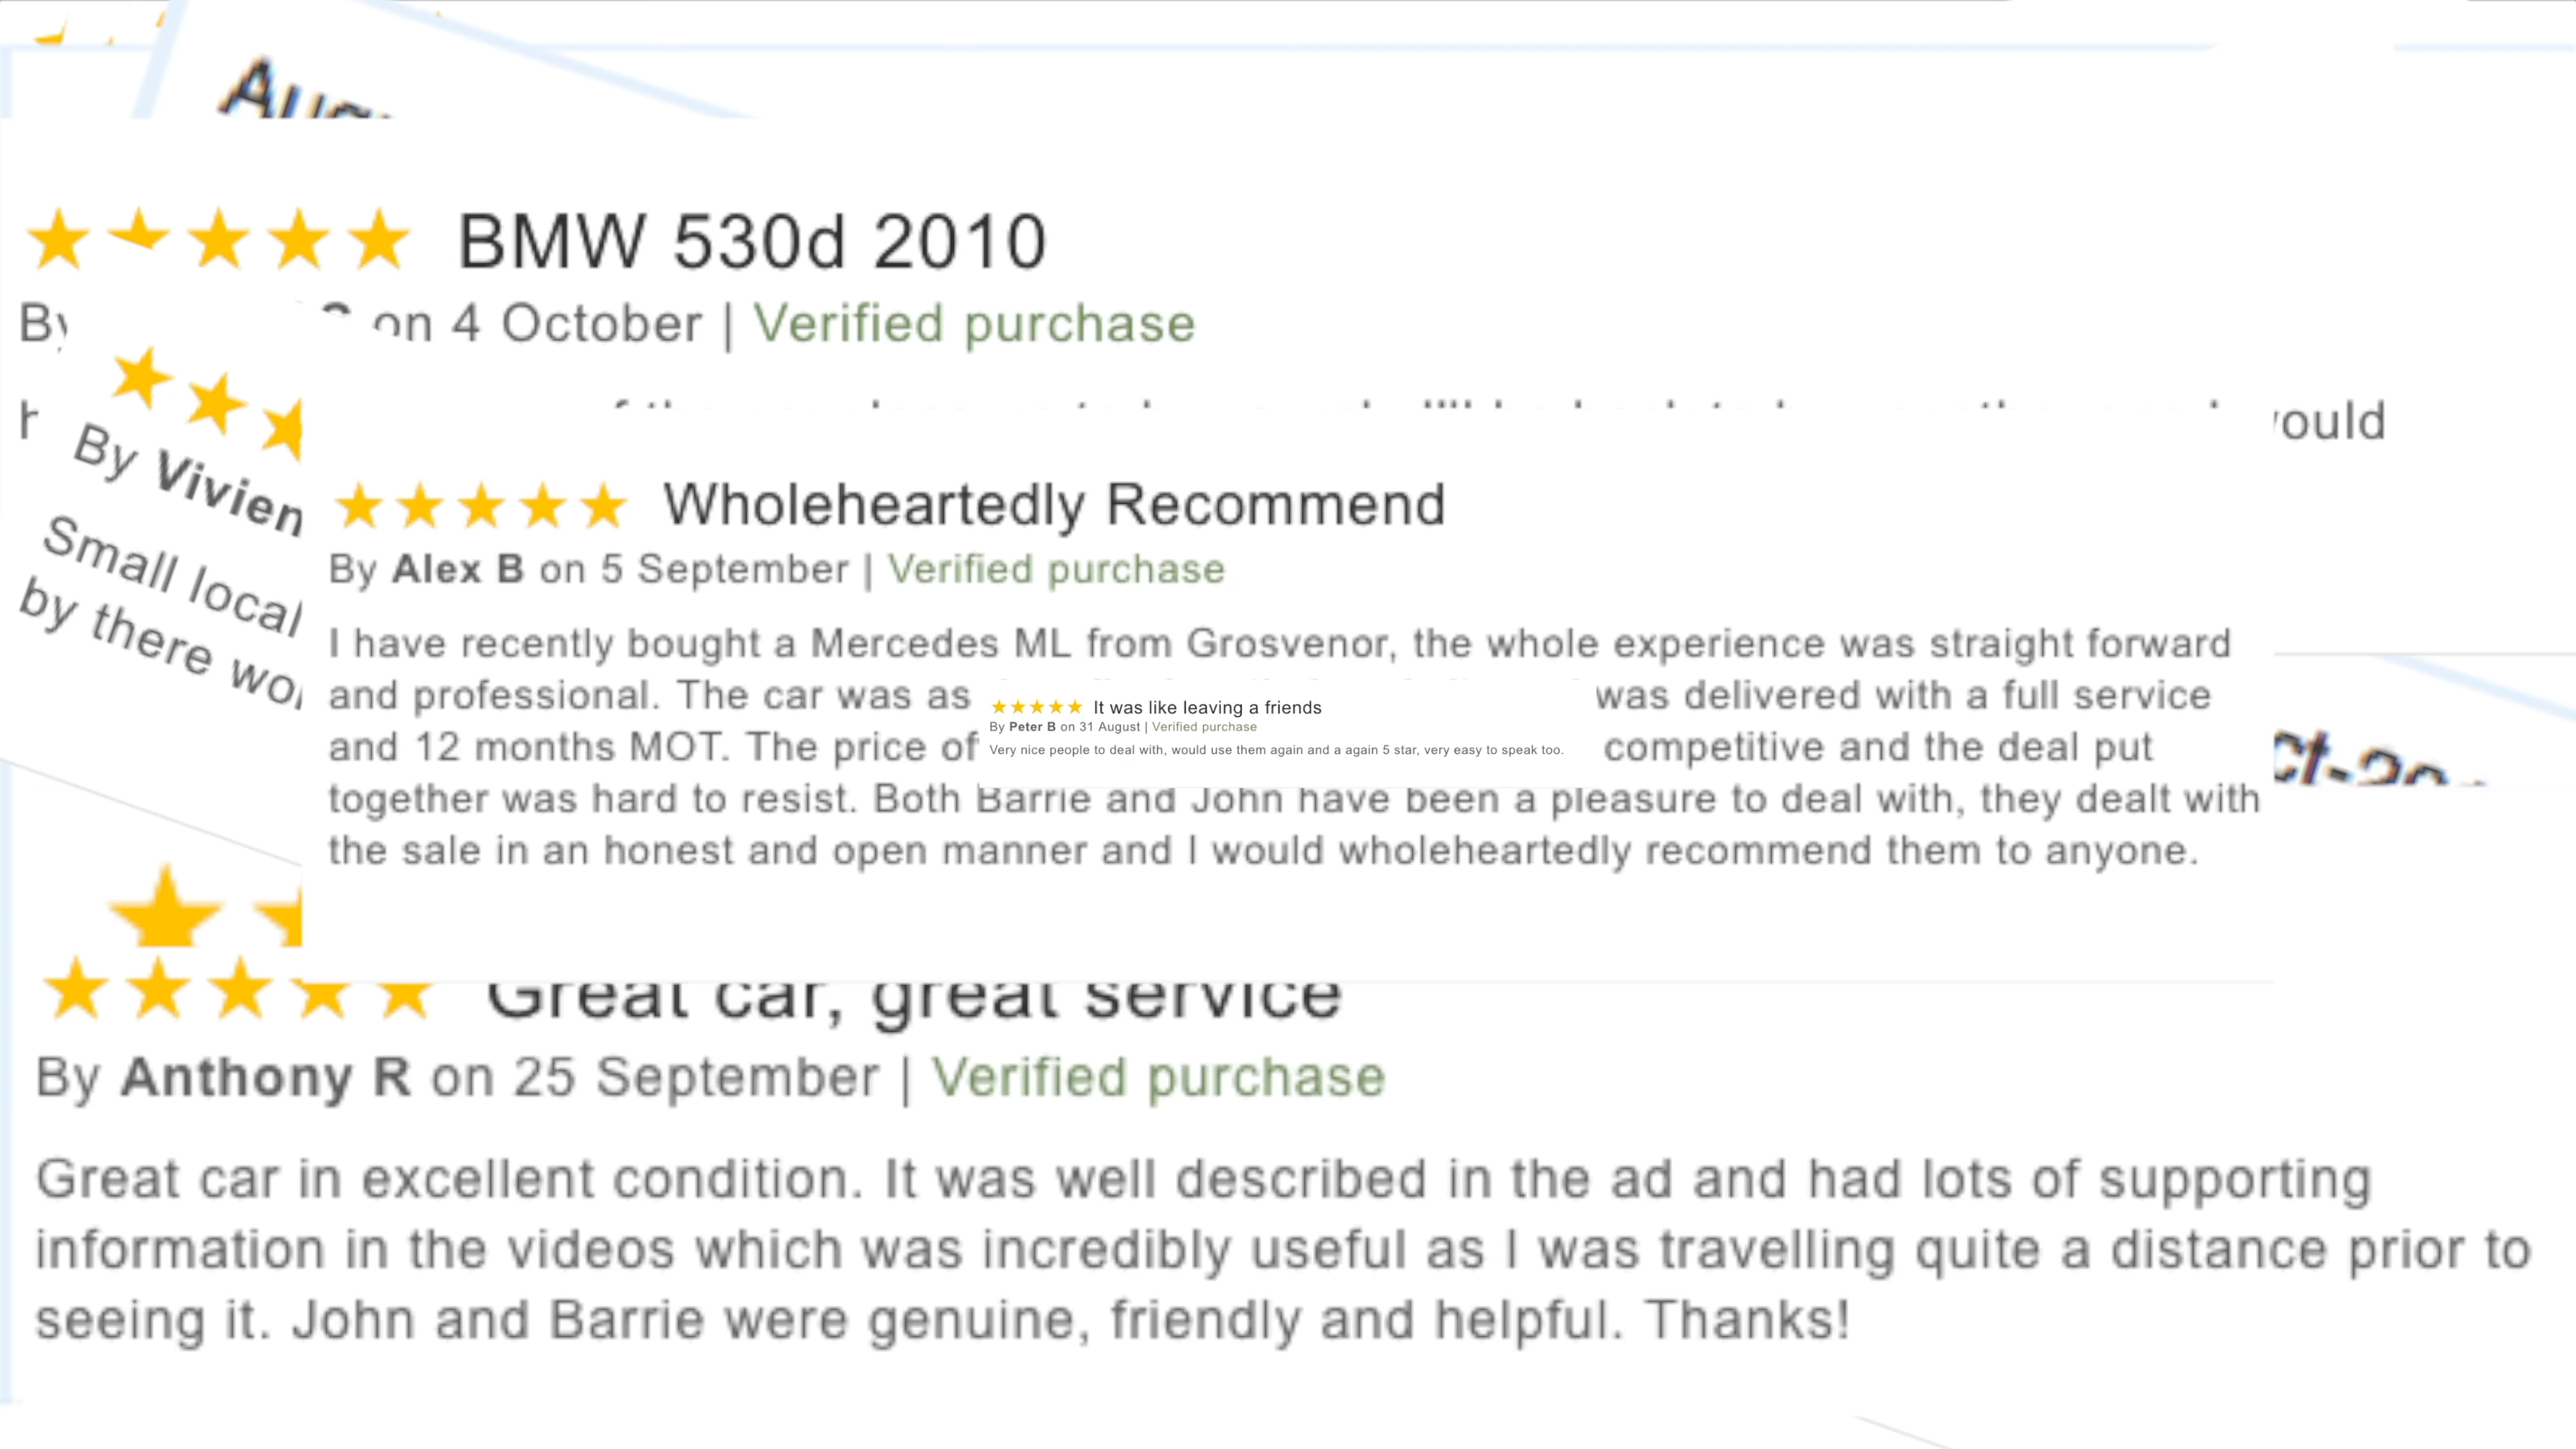 BMW 530d 2010
on 4 October | Verified purchase
By Vivien
Small local
by there
Wholeheartedly Recommend
By Alex B on 5 September | Verified purchase
I have recently bought a Mercedes ML from Grosvenor, the whole experience was straight forward
and professional. The car was as was delivered with a full service
and 12 months MOT. The price of competitive and the deal put
together was hard to resist. Both Barrie and John have been a pleasure to deal with, they dealt with
the sale in an honest and open manner and I would wholeheartedly recommend them to anyone.
It was like leaving a friends
By Peter B on 31 August | Verified purchase
Very nice people to deal with, would use them again and a again 5 star, very easy to speak too.
Great car, great service
By Anthony R on 25 September | Verified purchase
Great car in excellent condition. It was well described in the ad and had lots of supporting
information in the videos which was incredibly useful as I was travelling quite a distance prior to
seeing it. John and Barrie were genuine, friendly and helpful. Thanks!